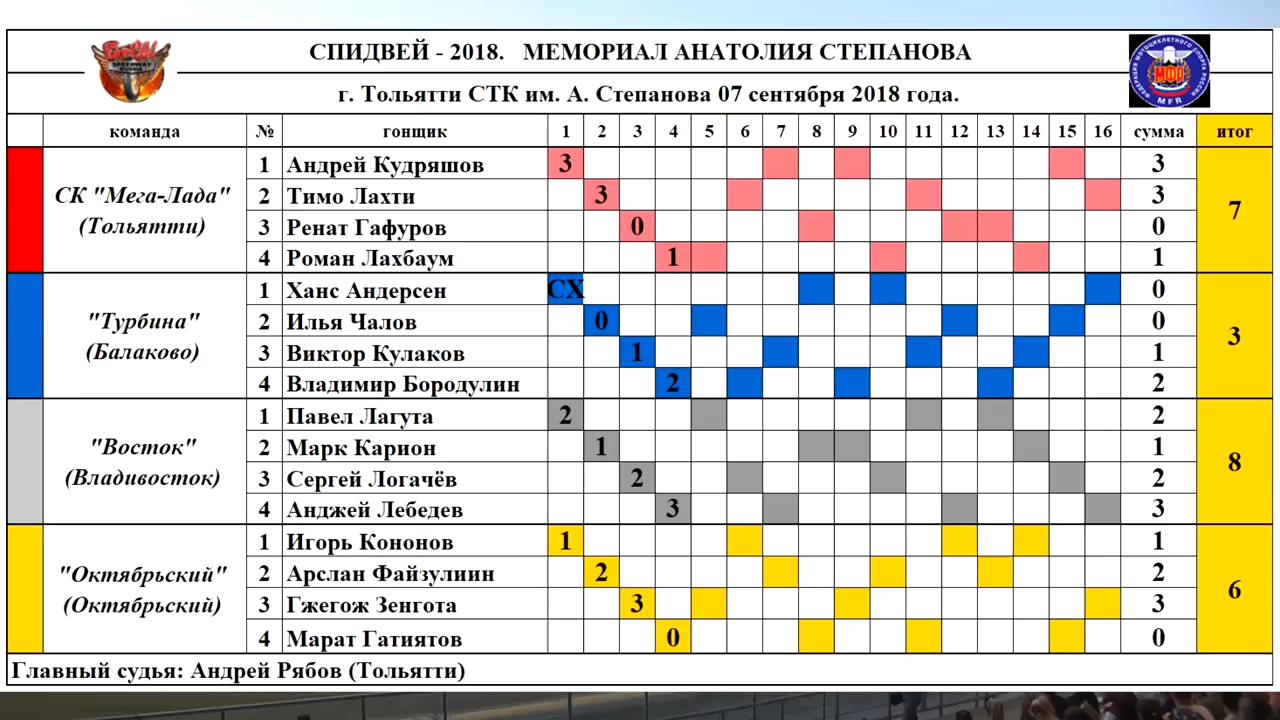 СПИДВЕЙ - 2018. МЕМОРИАЛ АНАТОЛИЯ СТЕПАНОВА
г. Тольятти СТК им. А. Степанова 07 сентября 2018 года.
SPEEDWAY
ФЕДЕРАЦИЯ МОТОЦИКЛЕТНОГО СПОРТА РОССИИ
МФР
MFR
команда № гонщик 1 2 3 4 5 6 7 8 9 10 11 12 13 14 15 16 сумма итог
СК "Мега-Лада" (Тольятти) 7
1 Андрей Кудряшов 3 3
2 Тимо Лахти 3 3
3 Ренат Гафуров 0 0
4 Роман Лахбаум 1 1
"Турбина" (Балаково) 3
1 Ханс Андерсен СХ 0
2 Илья Чалов 0 0
3 Виктор Кулаков 1 1
4 Владимир Бородулин 2 2
"Восток" (Владивосток) 8
1 Павел Лагута 2 2
2 Марк Карион 1 1
3 Сергей Логачёв 2 2
4 Анджей Лебедев 3 3
"Октябрьский" (Октябрьский) 6
1 Игорь Кононов 1 1
2 Арслан Файзулиин 2 2
3 Гжегож Зенгота 3 3
4 Марат Гатиятов 0 0
Главный судья: Андрей Рябов (Тольятти)